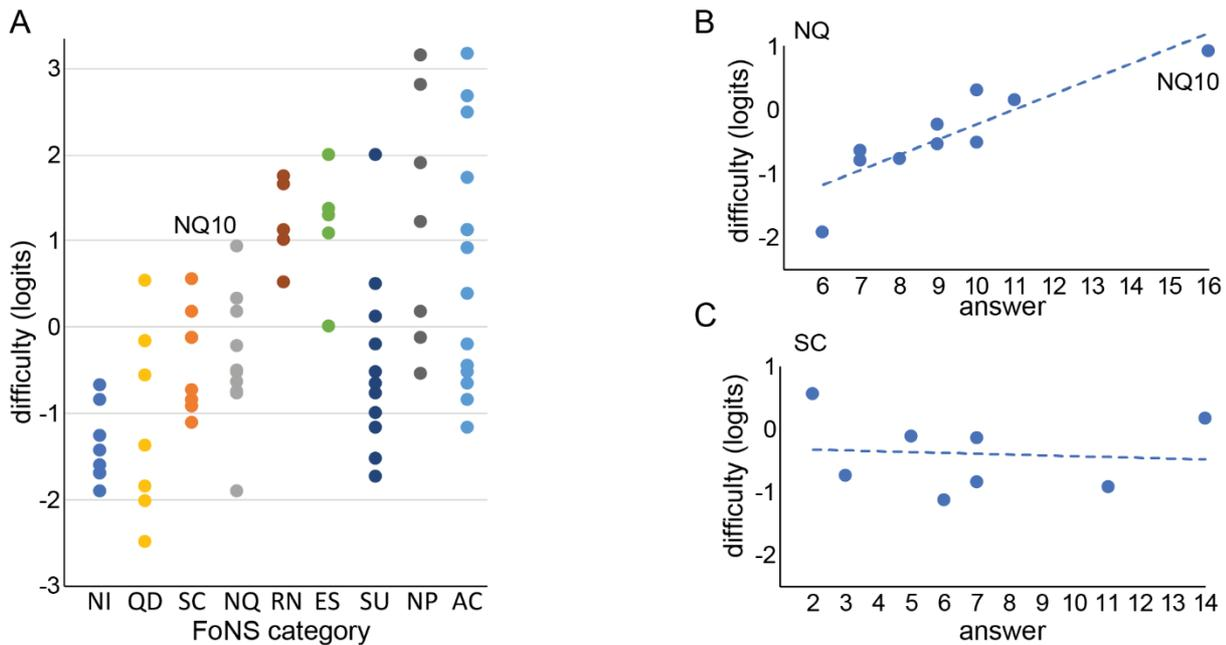 A
difficulty (logits)
3
2
1
0
-1
-2
-3
NQ10
NI QD SC NQ RN ES SU NP AC
FoNS category
B
NQ
difficulty (logits)
1
0
-1
-2
NQ10
6 7 8 9 10 11 12 13 14 15 16
answer
C
SC
difficulty (logits)
1
0
-1
-2
2 3 4 5 6 7 8 9 10 11 12 13 14
answer